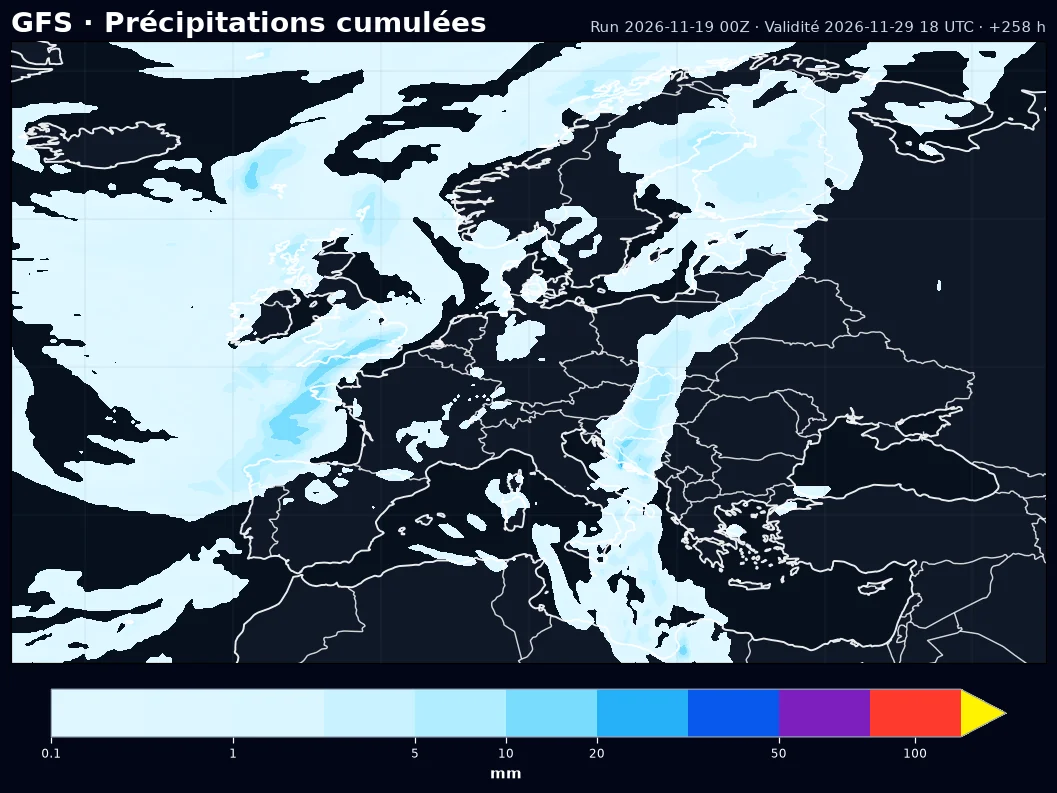 GFS · Précipitations cumulées
Run 2026-11-19 00Z · Validité 2026-11-29 18 UTC · +258 h
0.1 1 5 10 20 50 100
mm